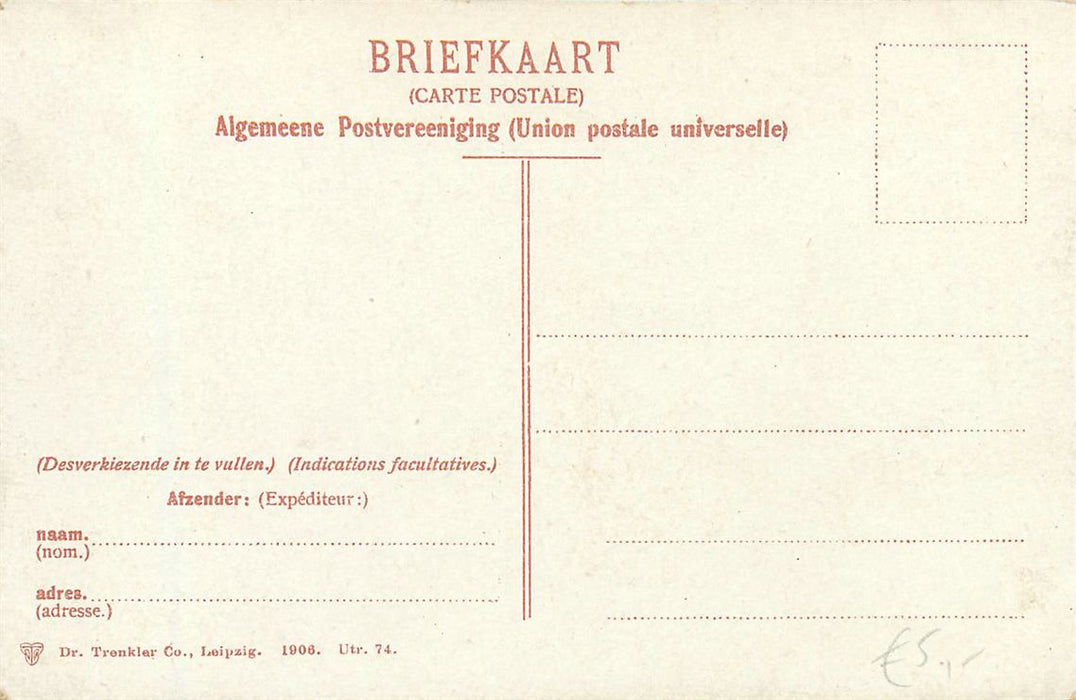 BRIEFKAART
(CARTE POSTALE)
Algemeene Postvereeniging (Union postale universelle)
(Desverkiezende in te vullen.) (Indications facultatives.)
Afzender: (Expéditeur:)
naam.
(nom.)
adres.
(adresse.)
Dr. Trenkler Co., Leipzig. 1906. Utr. 74.
€5,-